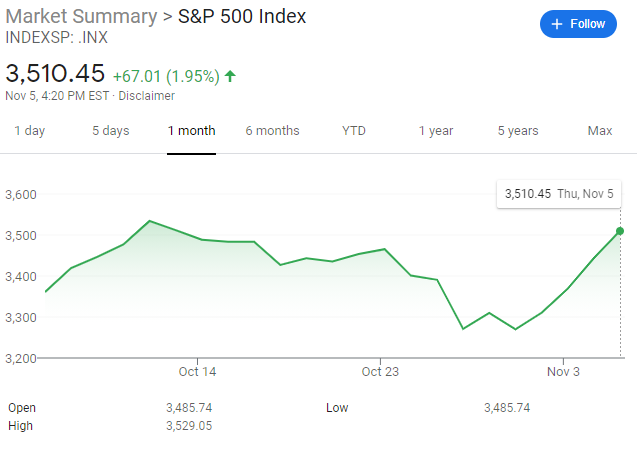 Market Summary > S&P 500 Index
INDEXSP: .INX
+ Follow
3,510.45 +67.01 (1.95%)
Nov 5, 4:20 PM EST · Disclaimer
1 day 5 days 1 month 6 months YTD 1 year 5 years Max
3,510.45 Thu, Nov 5
3,600
3,500
3,400
3,300
3,200
Oct 14 Oct 23 Nov 3
Open 3,485.74 Low 3,485.74
High 3,529.05